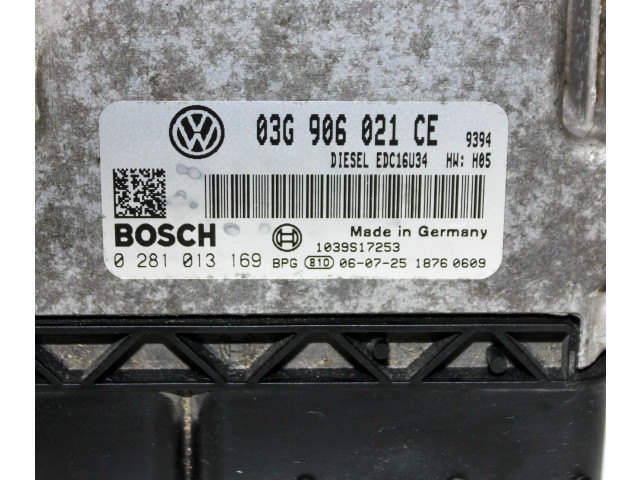 03G 906 021 CE 9394
DIESEL EDC16U34 HW: H05
BOSCH
Made in Germany
1039S17253
0 281 013 169 BPG 810 06-07-25 1876 0609